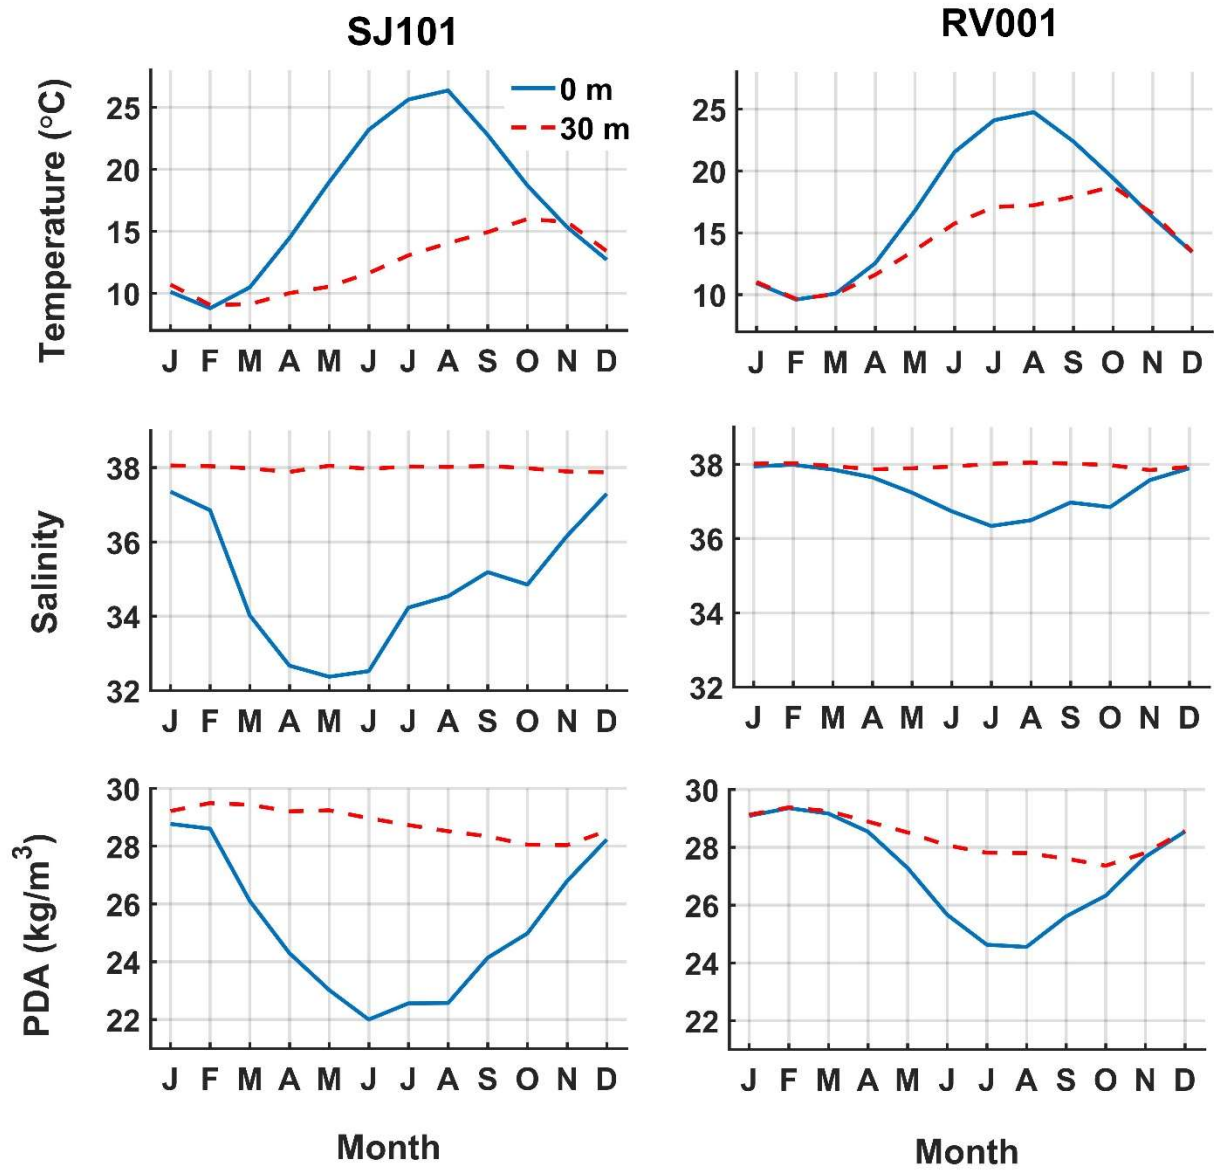 SJ101
RV001
Temperature (°C)
25
20
15
10
0 m
30 m
J F M A M J J A S O N D
25
20
15
10
J F M A M J J A S O N D
Salinity
38
36
34
32
J F M A M J J A S O N D
38
36
34
32
J F M A M J J A S O N D
PDA (kg/m³)
30
28
26
24
22
J F M A M J J A S O N D
Month
30
28
26
24
22
J F M A M J J A S O N D
Month